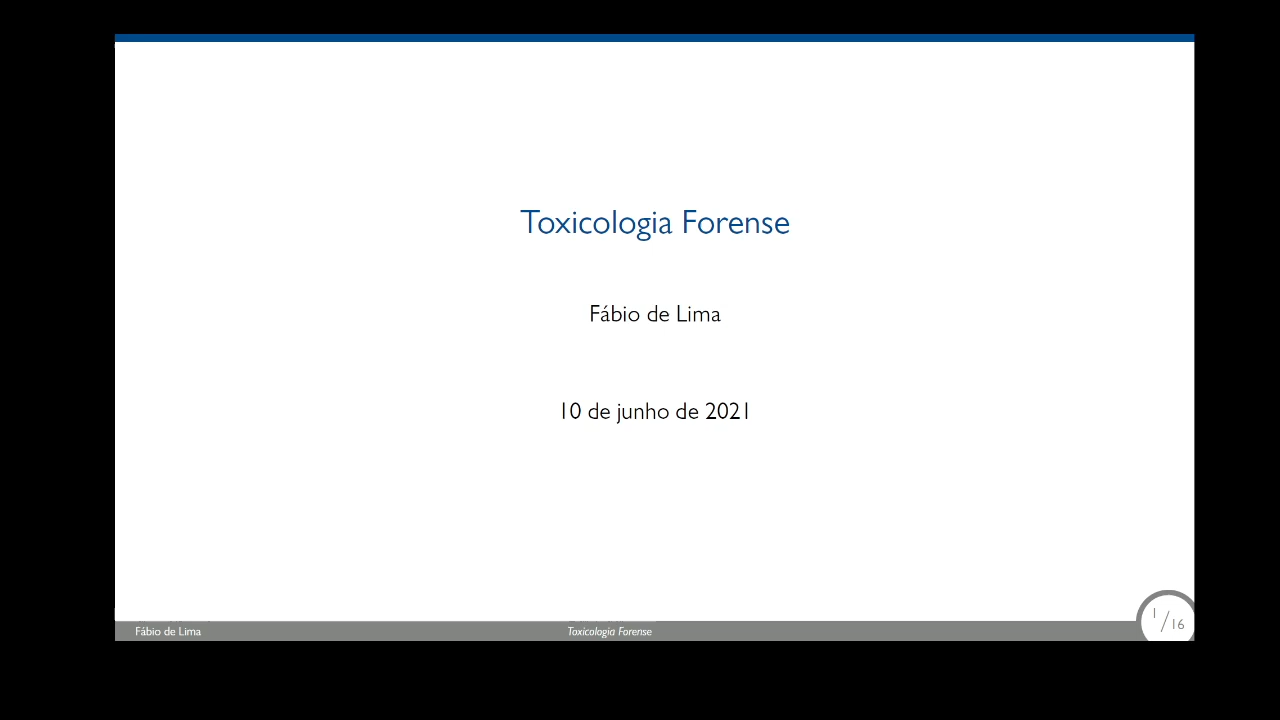 Toxicologia Forense
Fábio de Lima
10 de junho de 2021
Fábio de Lima
Toxicologia Forense
1/16